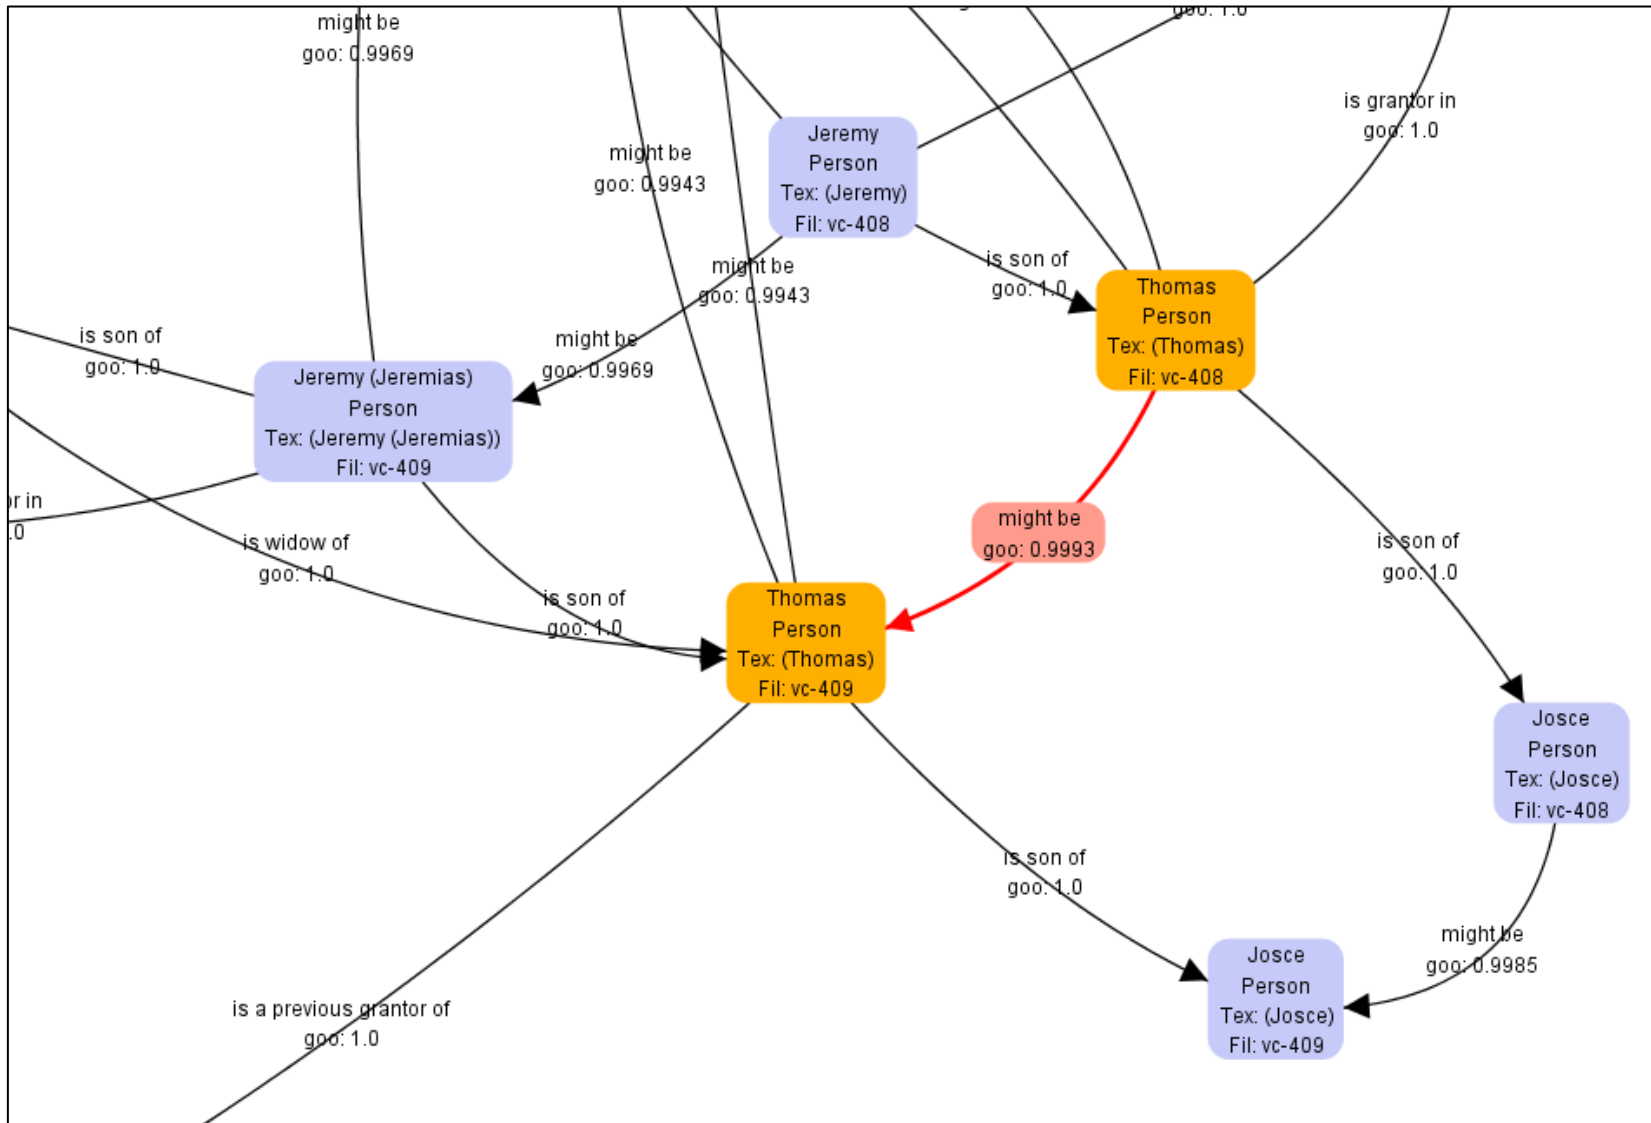 might be
goo: 0.9969
goo: 1.0
is grantor in
goo: 1.0
Jeremy
Person
Tex: (Jeremy)
Fil: vc-408
might be
goo: 0.9943
might be
goo: 0.9943
is son of
goo: 1.0
Thomas
Person
Tex: (Thomas)
Fil: vc-408
is son of
goo: 1.0
might be
goo: 0.9969
Jeremy (Jeremias)
Person
Tex: (Jeremy (Jeremias))
Fil: vc-409
or in
.0
is widow of
goo: 1.0
might be
goo: 0.9993
is son of
goo: 1.0
is son of
goo: 1.0
Thomas
Person
Tex: (Thomas)
Fil: vc-409
Josce
Person
Tex: (Josce)
Fil: vc-408
is son of
goo: 1.0
might be
goo: 0.9985
Josce
Person
Tex: (Josce)
Fil: vc-409
is a previous grantor of
goo: 1.0